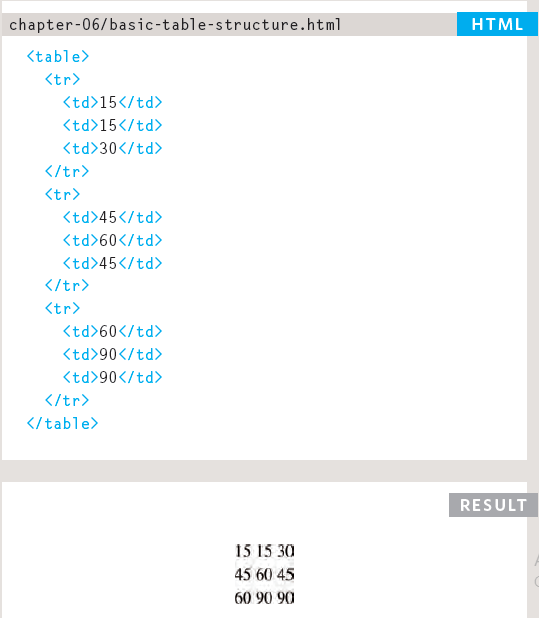 chapter-06/basic-table-structure.html HTML
<table>
<tr>
<td>15</td>
<td>15</td>
<td>30</td>
</tr>
<tr>
<td>45</td>
<td>60</td>
<td>45</td>
</tr>
<tr>
<td>60</td>
<td>90</td>
<td>90</td>
</tr>
</table>
RESULT
15 15 30
45 60 45
60 90 90